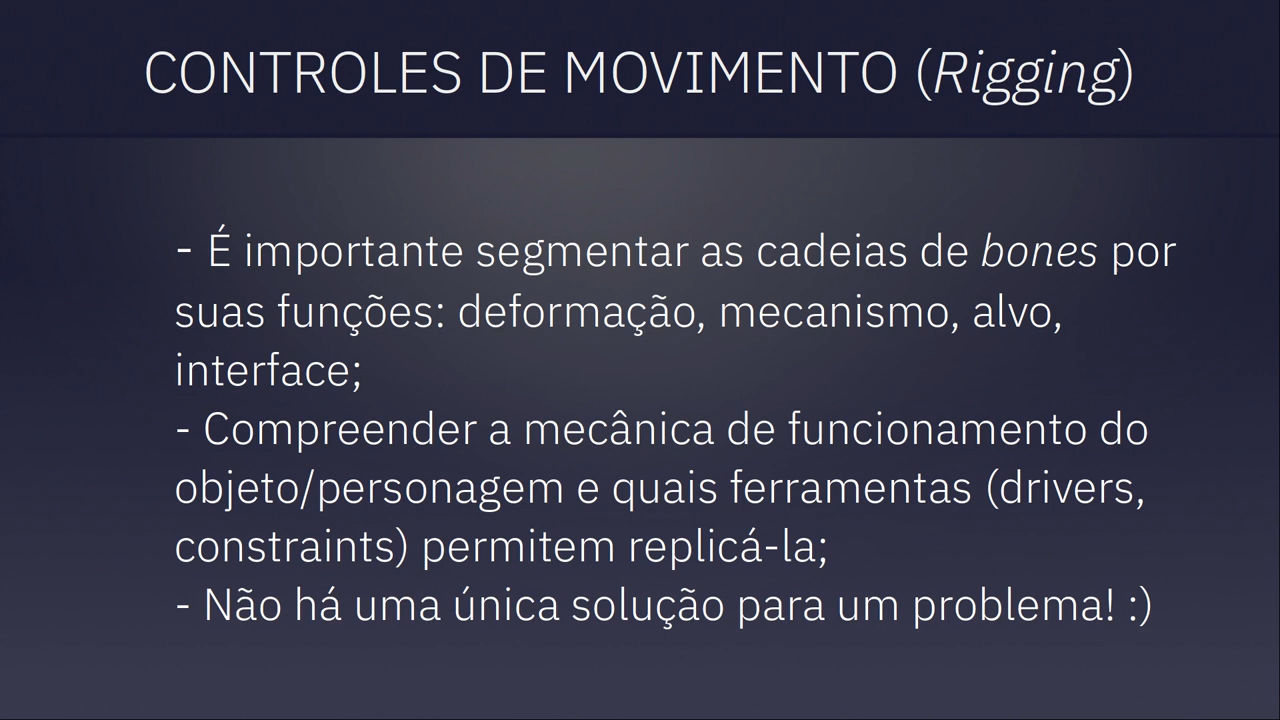 CONTROLES DE MOVIMENTO (Rigging)
- É importante segmentar as cadeias de bones por
suas funções: deformação, mecanismo, alvo,
interface;
- Compreender a mecânica de funcionamento do
objeto/personagem e quais ferramentas (drivers,
constraints) permitem replicá-la;
- Não há uma única solução para um problema! :)